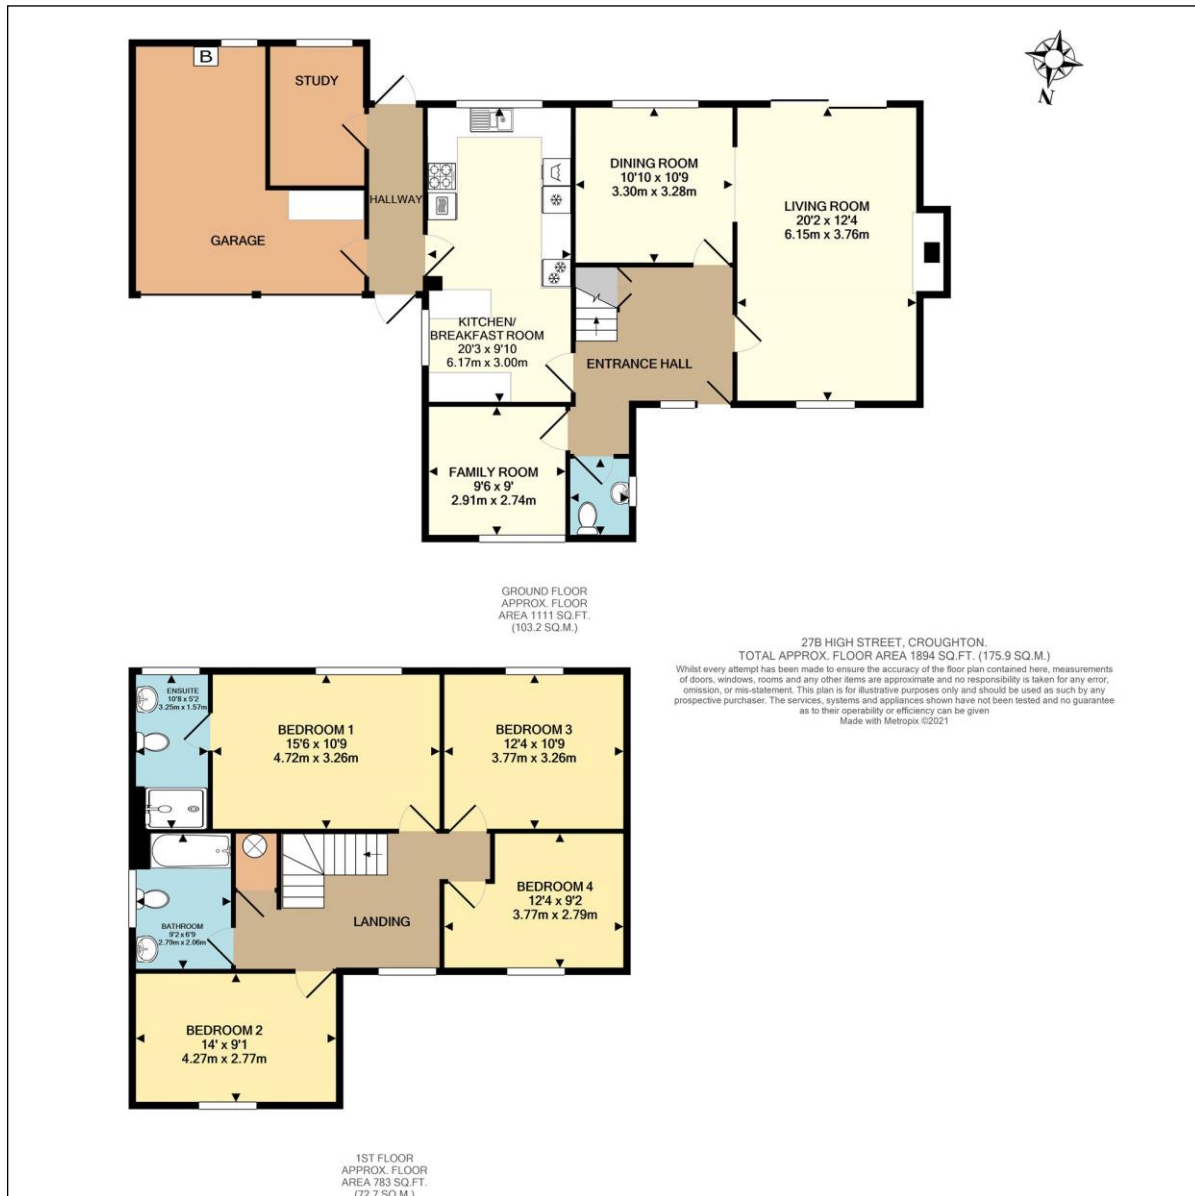 B
STUDY
N
HALLWAY
GARAGE
DINING ROOM
10'10 x 10'9
3.30m x 3.28m
LIVING ROOM
20'2 x 12'4
6.15m x 3.76m
KITCHEN/
BREAKFAST ROOM
20'3 x 9'10
6.17m x 3.00m
ENTRANCE HALL
FAMILY ROOM
9'6 x 9'
2.91m x 2.74m
GROUND FLOOR
APPROX. FLOOR
AREA 1111 SQ.FT.
(103.2 SQ.M.)
27B HIGH STREET, CROUGHTON.
TOTAL APPROX. FLOOR AREA 1894 SQ.FT. (175.9 SQ.M.)
Whilst every attempt has been made to ensure the accuracy of the floor plan contained here, measurements
of doors, windows, rooms and any other items are approximate and no responsibility is taken for any error,
omission, or mis-statement. This plan is for illustrative purposes only and should be used as such by any
prospective purchaser. The services, systems and appliances shown have not been tested and no guarantee
as to their operability or efficiency can be given
Made with Metropix ©2021
ENSUITE
10'8 x 5'2
3.25m x 1.57m
BEDROOM 1
15'6 x 10'9
4.72m x 3.26m
BEDROOM 3
12'4 x 10'9
3.77m x 3.26m
BEDROOM 4
12'4 x 9'2
3.77m x 2.79m
LANDING
BATHROOM
9'2 x 6'9
2.79m x 2.06m
BEDROOM 2
14' x 9'1
4.27m x 2.77m
1ST FLOOR
APPROX. FLOOR
AREA 783 SQ.FT.
(72.7 SQ.M.)